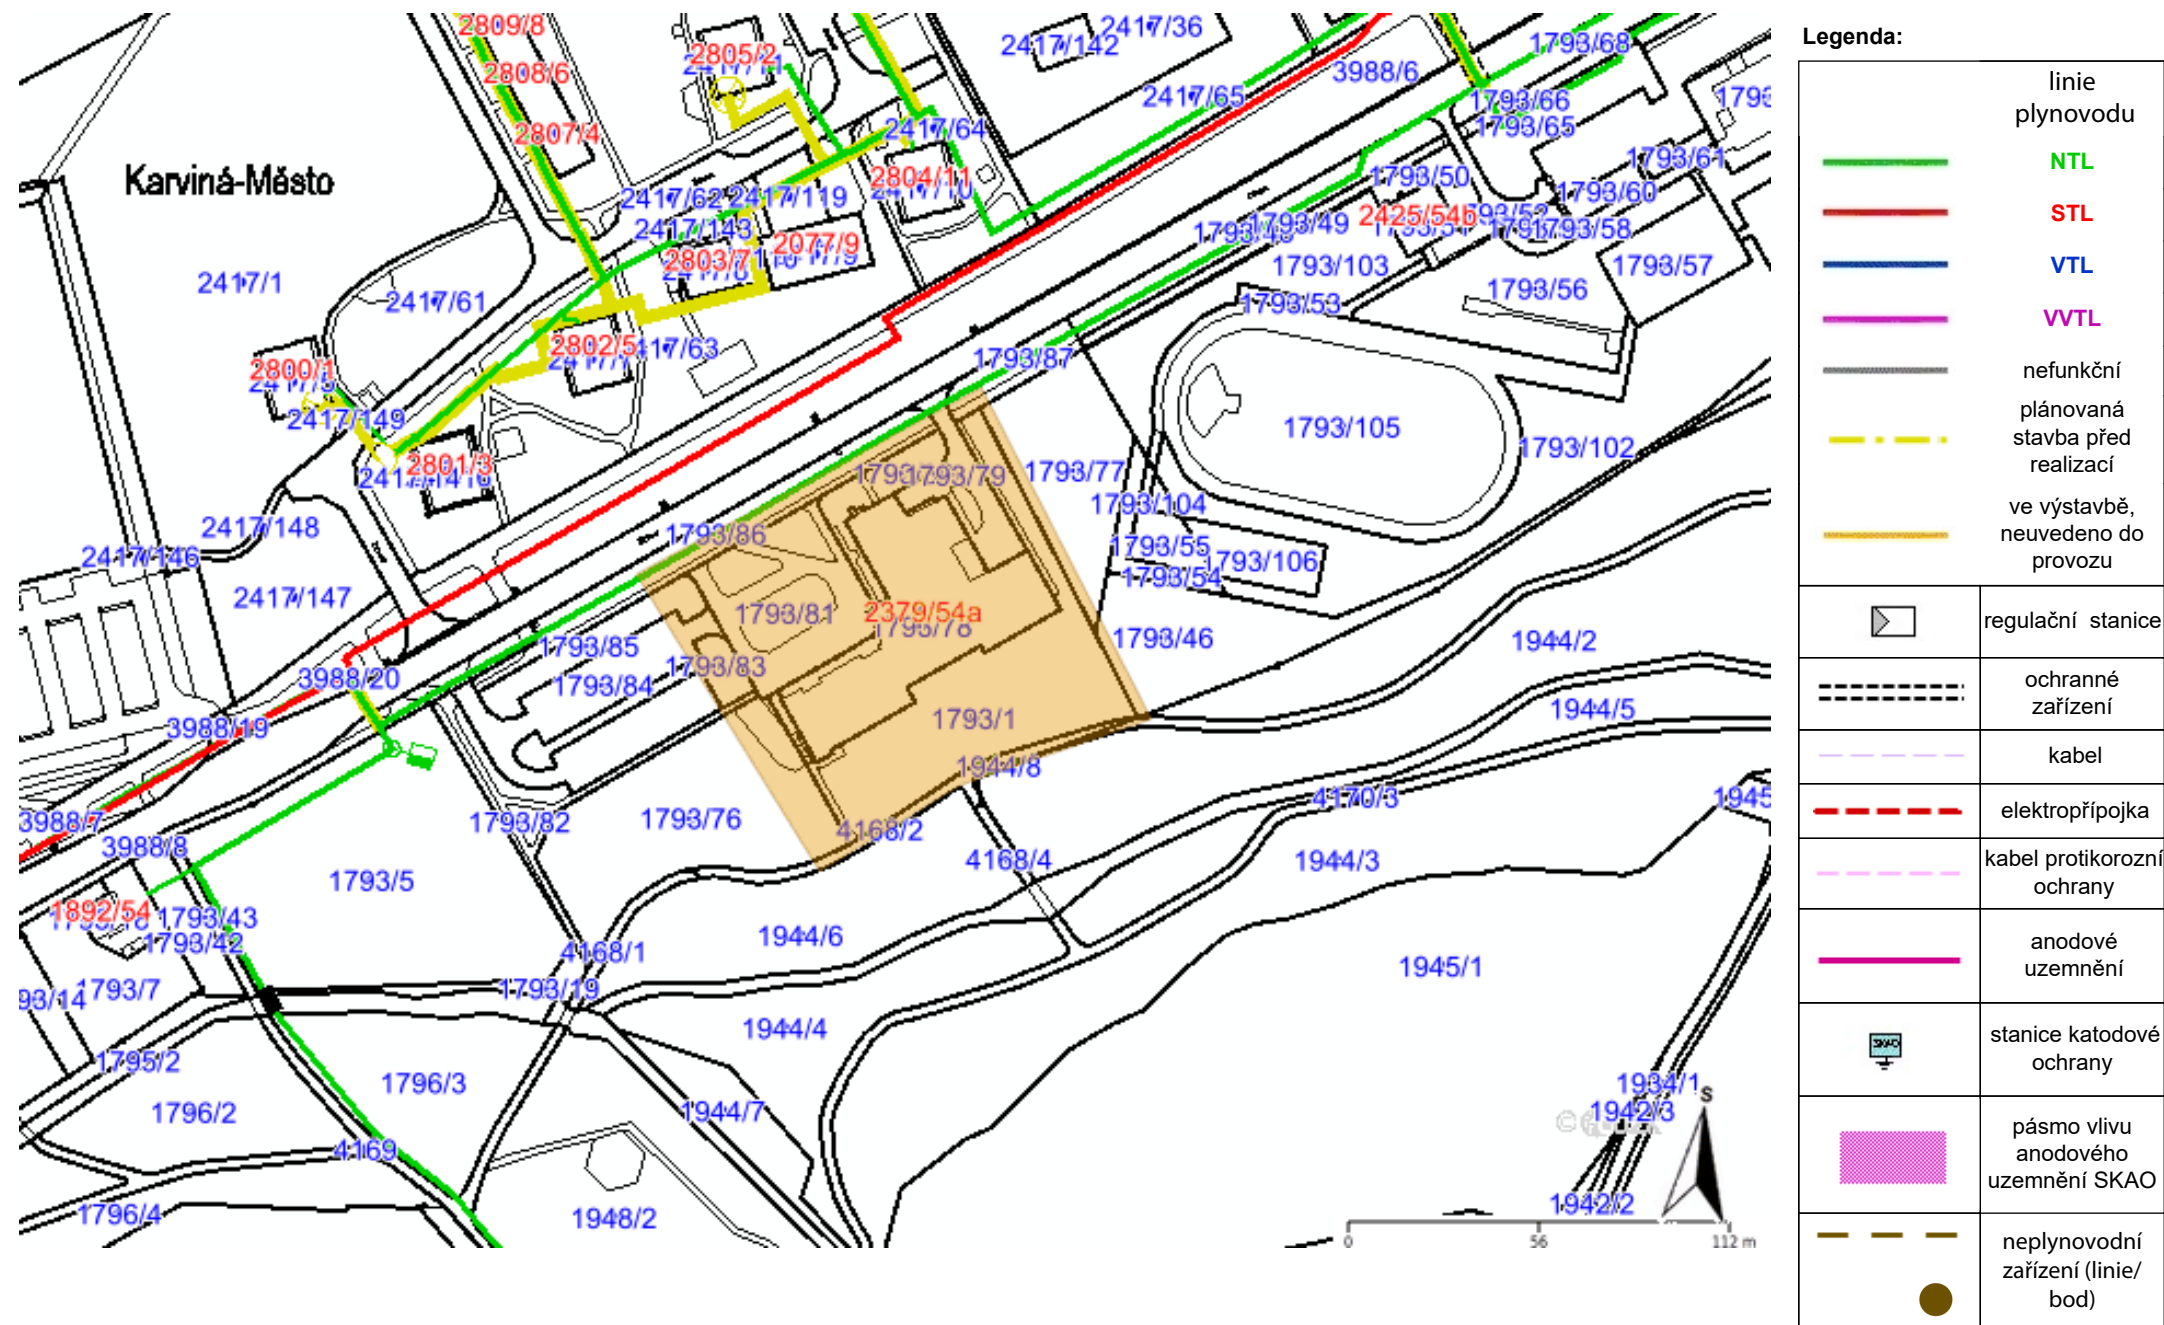 2809/8
2417/36
2417/142
1793/68
2805/2
3988/6
2808/6
2417/65
1793/66
2807/4
2417/64
1793/65
1793/61
Karviná-Město
2804/11
1793/50
1793/60
2417/62
2417/119
2417/143
2425/54b
1793/49
1793/58
2077/9
2803/7
1793/103
1793/57
2417/1
2417/61
1793/53
1793/56
2802/5
2417/63
1793/87
2800/1
2417/149
1793/105
1793/102
2801/3
1793/79
1793/77
1793/104
2417/148
1793/86
2417/146
1793/55
1793/106
1793/54
2417/147
1793/81
2379/54a
1793/78
1793/85
1793/46
1944/2
1793/83
3988/20
1793/84
3988/19
1793/1
1944/5
1944/8
4170/3
3988/7
1793/82
1793/76
4168/2
3988/8
4168/4
1944/3
1793/5
1892/54
1793/43
1793/42
1944/6
4168/1
1945/1
1793/7
1793/19
1944/4
1795/2
1796/3
1934/1
1796/2
1944/7
1942/3
S
4169
1796/4
1948/2
1942/2
0 56 112 m
Legenda:
linie
plynovodu
NTL
STL
VTL
VVTL
nefunkční
plánovaná
stavba před
realizací
ve výstavbě,
neuvedeno do
provozu
regulační stanice
ochranné
zařízení
kabel
elektropřípojka
kabel protikorozní
ochrany
anodové
uzemnění
SKAO
stanice katodové
ochrany
pásmo vlivu
anodového
uzemnění SKAO
neplynovodní
zařízení (linie/
bod)